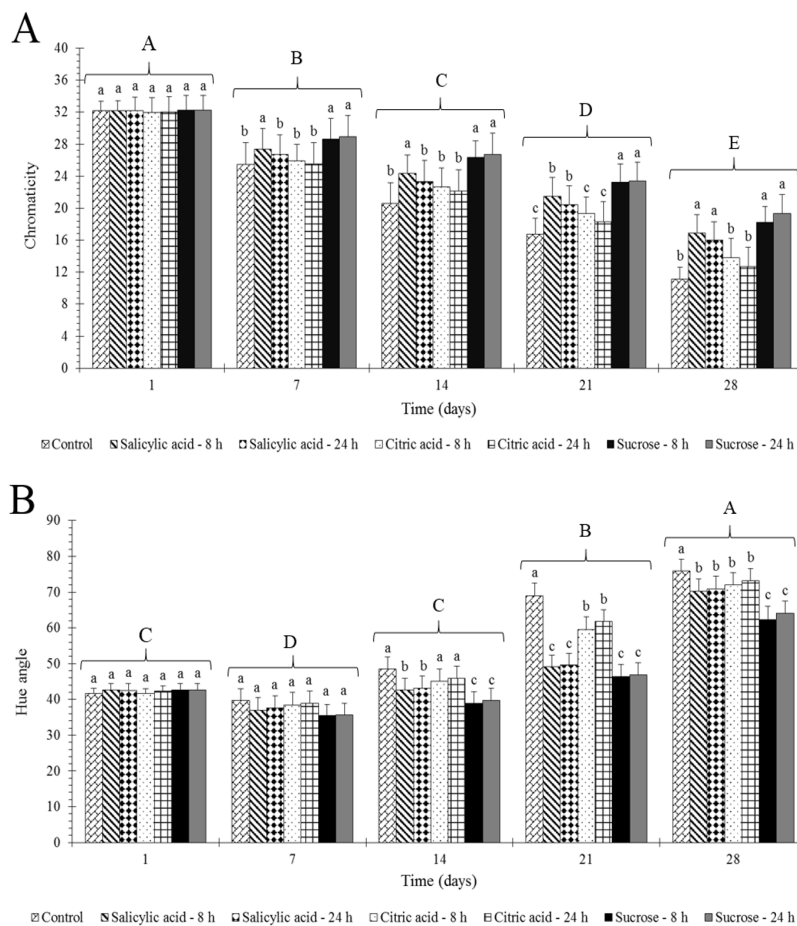 A
Chromaticity
40
36
32
28
24
20
16
12
8
4
0
A
B
C
D
E
a a a a a a a
b a b b b a a
b a b b b a a
c b b c c a a
b a a b b a a
1 7 14 21 28
Time (days)
Control Salicylic acid - 8 h Salicylic acid - 24 h Citric acid - 8 h Citric acid - 24 h Sucrose - 8 h Sucrose - 24 h
B
Hue angle
90
80
70
60
50
40
30
20
10
0
C
D
C
B
A
a a a a a a a
a a a a a a a
a b b a a c c
a c c b b c c
a b b b b c c
1 7 14 21 28
Time (days)
Control Salicylic acid - 8 h Salicylic acid - 24 h Citric acid - 8 h Citric acid - 24 h Sucrose - 8 h Sucrose - 24 h